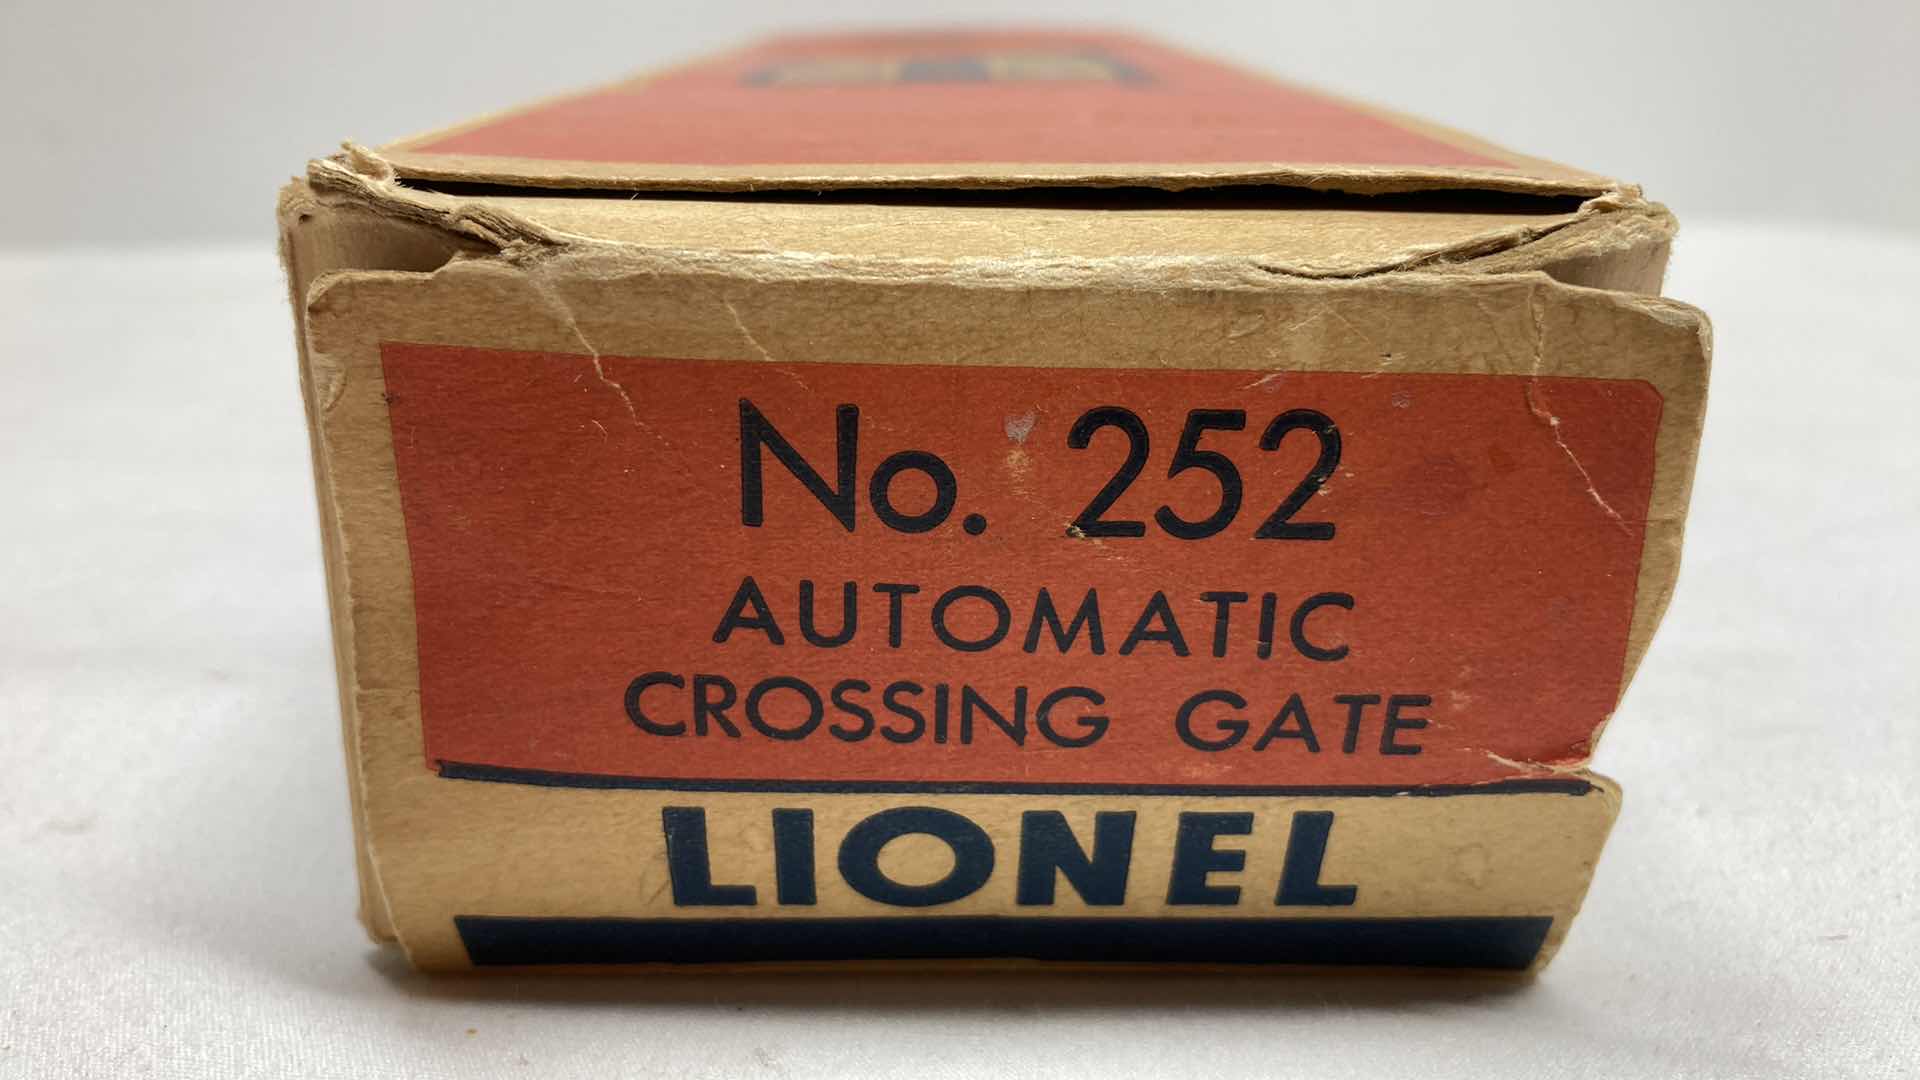 No. 252
AUTOMATIC
CROSSING GATE
LIONEL